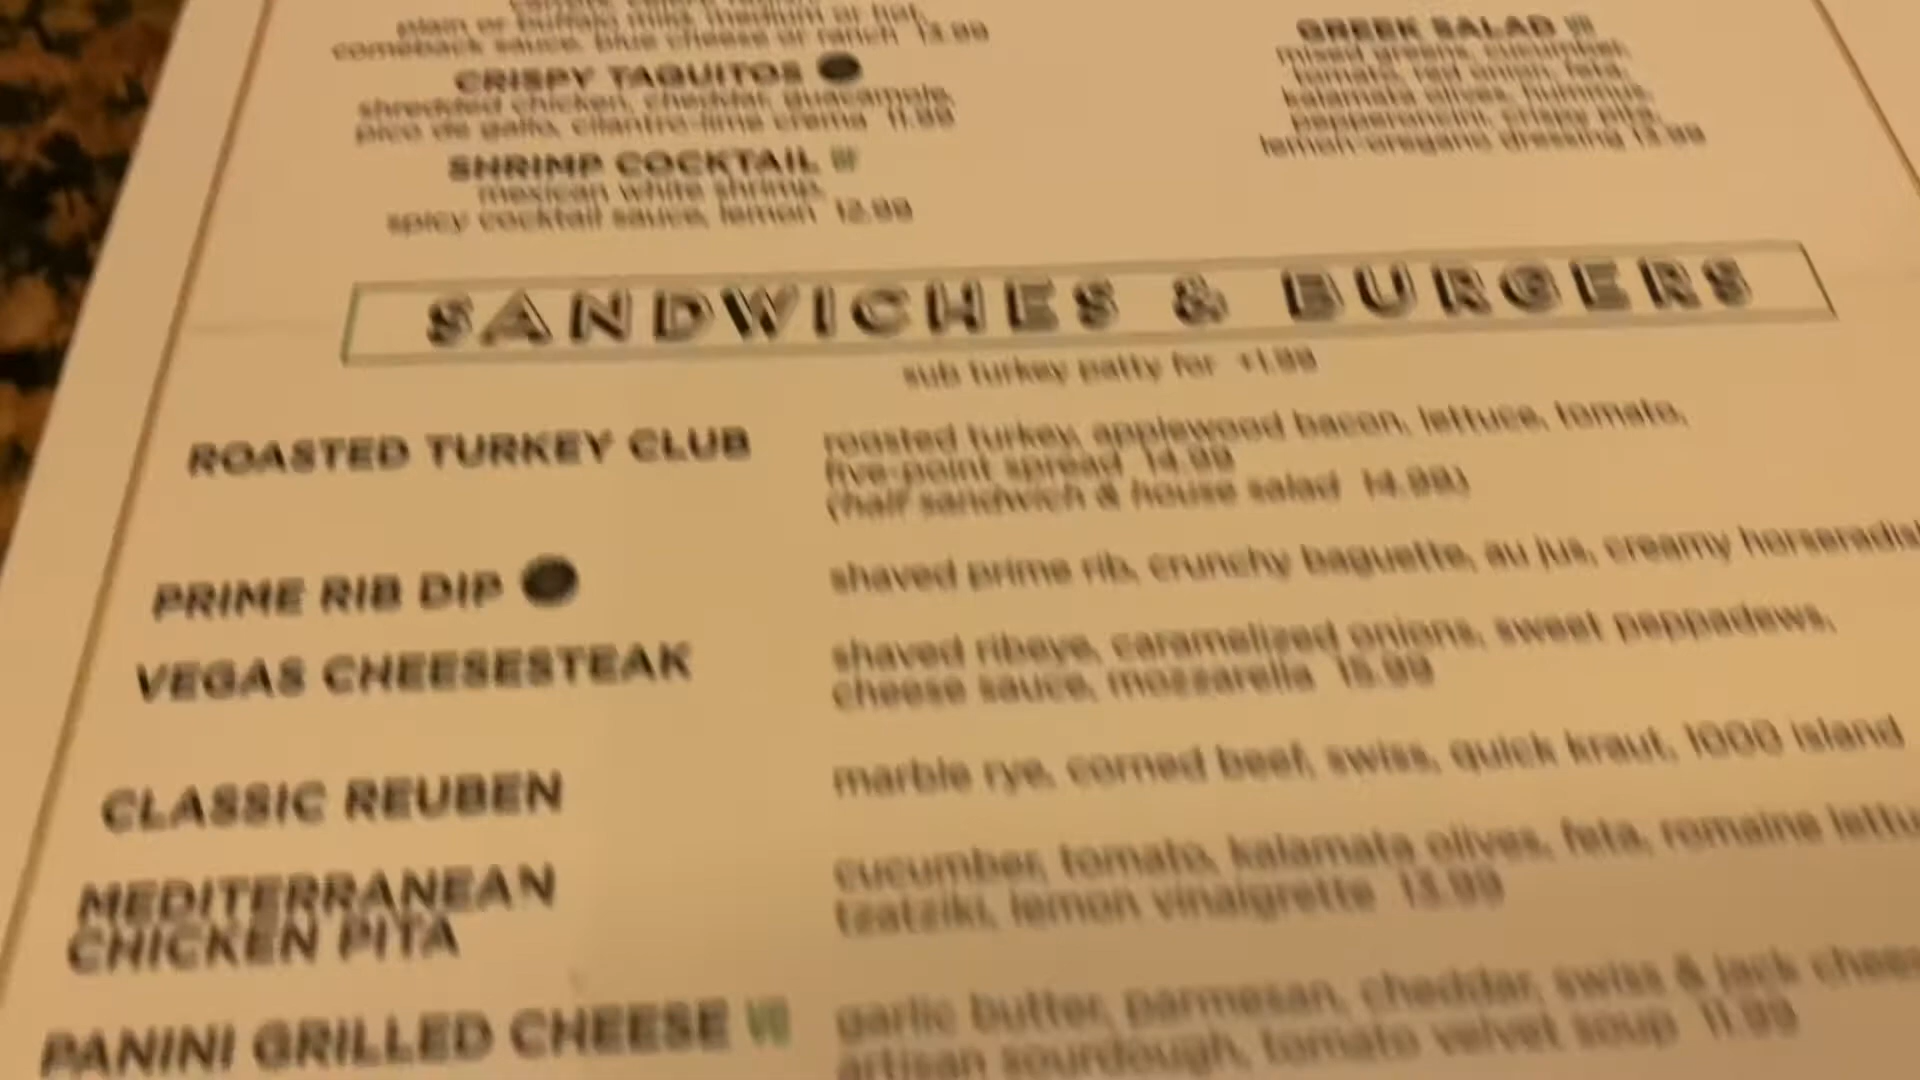 plain or buffalo mild, medium or hot,
comeback sauce, blue cheese or ranch 13.99
CRISPY TAQUITOS
shredded chicken, cheddar, guacamole,
pico de gallo, cilantro-lime crema 11.99
SHRIMP COCKTAIL
mexican white shrimp,
spicy cocktail sauce, lemon 12.99
GREEK SALAD
mixed greens, cucumber,
tomato, red onion, feta,
kalamata olives, hummus,
pepperoncini, crispy pita,
lemon-oregano dressing 13.99
SANDWICHES & BURGERS
sub turkey patty for +1.99
ROASTED TURKEY CLUB
roasted turkey, applewood bacon, lettuce, tomato,
five-point spread 14.99
(half sandwich & house salad 14.99)
PRIME RIB DIP
shaved prime rib, crunchy baguette, au jus, creamy horseradis
VEGAS CHEESESTEAK
shaved ribeye, caramelized onions, sweet peppadews,
cheese sauce, mozzarella 15.99
CLASSIC REUBEN
marble rye, corned beef, swiss, quick kraut, 1000 island
MEDITERRANEAN
CHICKEN PITA
cucumber, tomato, kalamata olives, feta, romaine lettu
tzatziki, lemon vinaigrette 13.99
PANINI GRILLED CHEESE
garlic butter, parmesan, cheddar, swiss & jack chees
artisan sourdough, tomato velvet soup 11.99